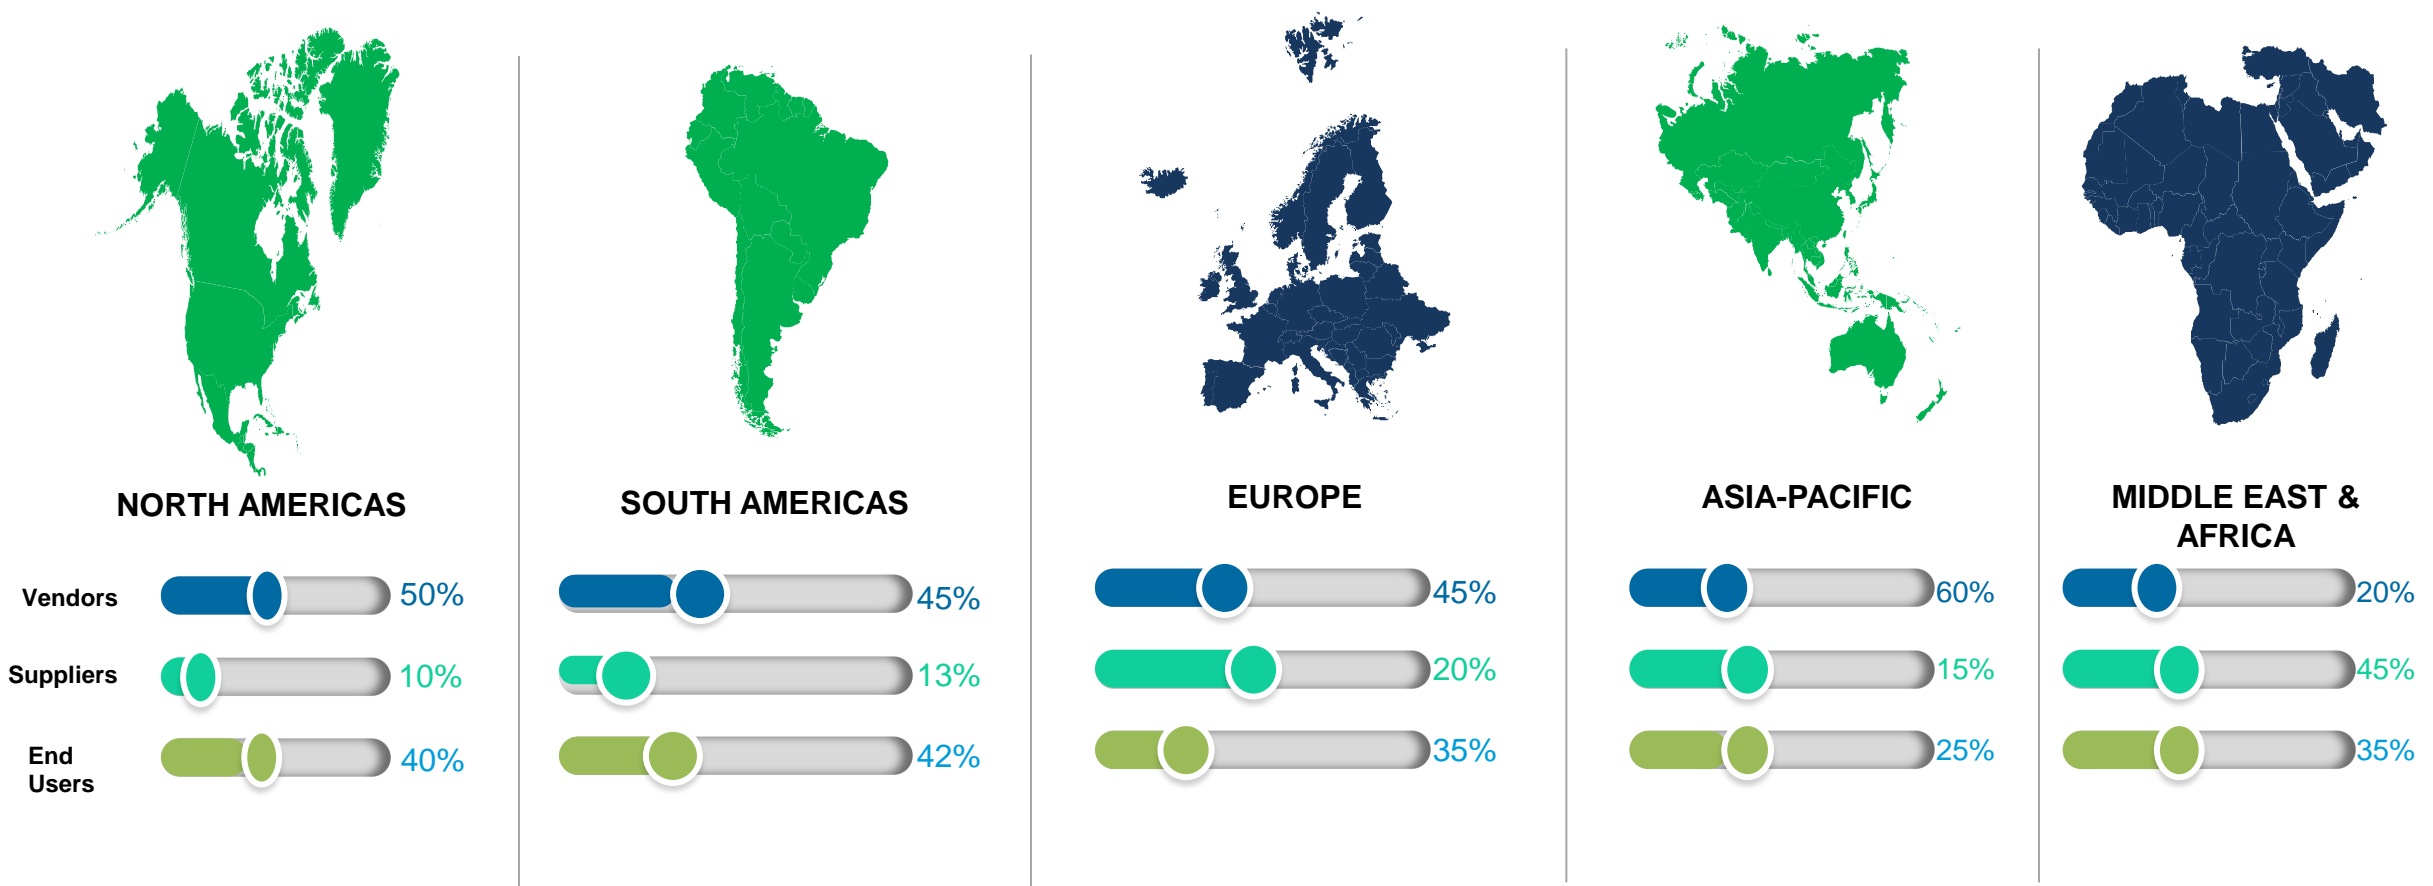 NORTH AMERICAS
SOUTH AMERICAS
EUROPE
ASIA-PACIFIC
MIDDLE EAST &
AFRICA
Vendors
50%
45%
45%
60%
20%
Suppliers
10%
13%
20%
15%
45%
End
Users
40%
42%
35%
25%
35%